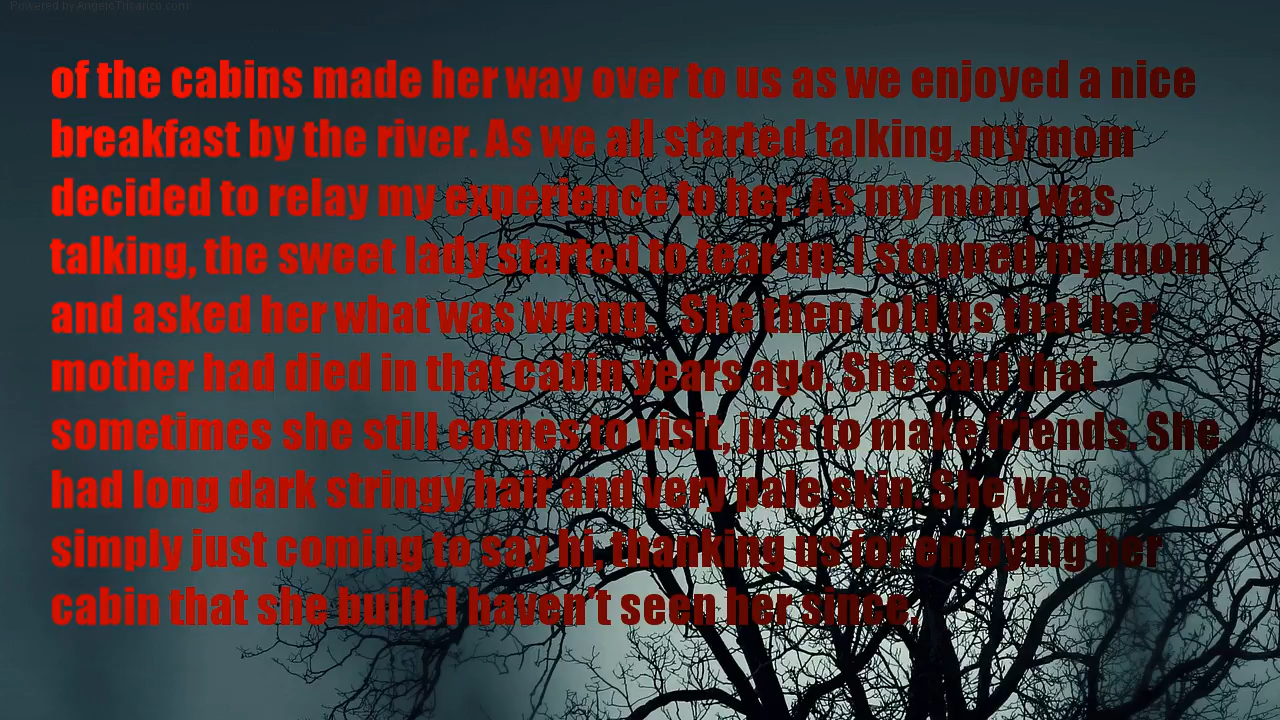 Powered by AngeloTricarico.com
of the cabins made her way over to us as we enjoyed a nice
breakfast by the river. As we all started talking, my mom
decided to relay my experience to her. As my mom was
talking, the sweet lady started to tear up. I stopped my mom
and asked her what was wrong.  She then told us that her
mother had died in that cabin years ago. She said that
sometimes she still comes to visit, just to make friends. She
had long dark stringy hair and very pale skin. She was
simply just coming to say hi, thanking us for enjoying her
cabin that she built. I haven't seen her since.